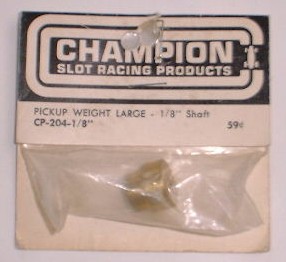 CHAMPION
SLOT RACING PRODUCTS
PICKUP WEIGHT LARGE - 1/8" Shaft
CP-204-1/8" 59¢